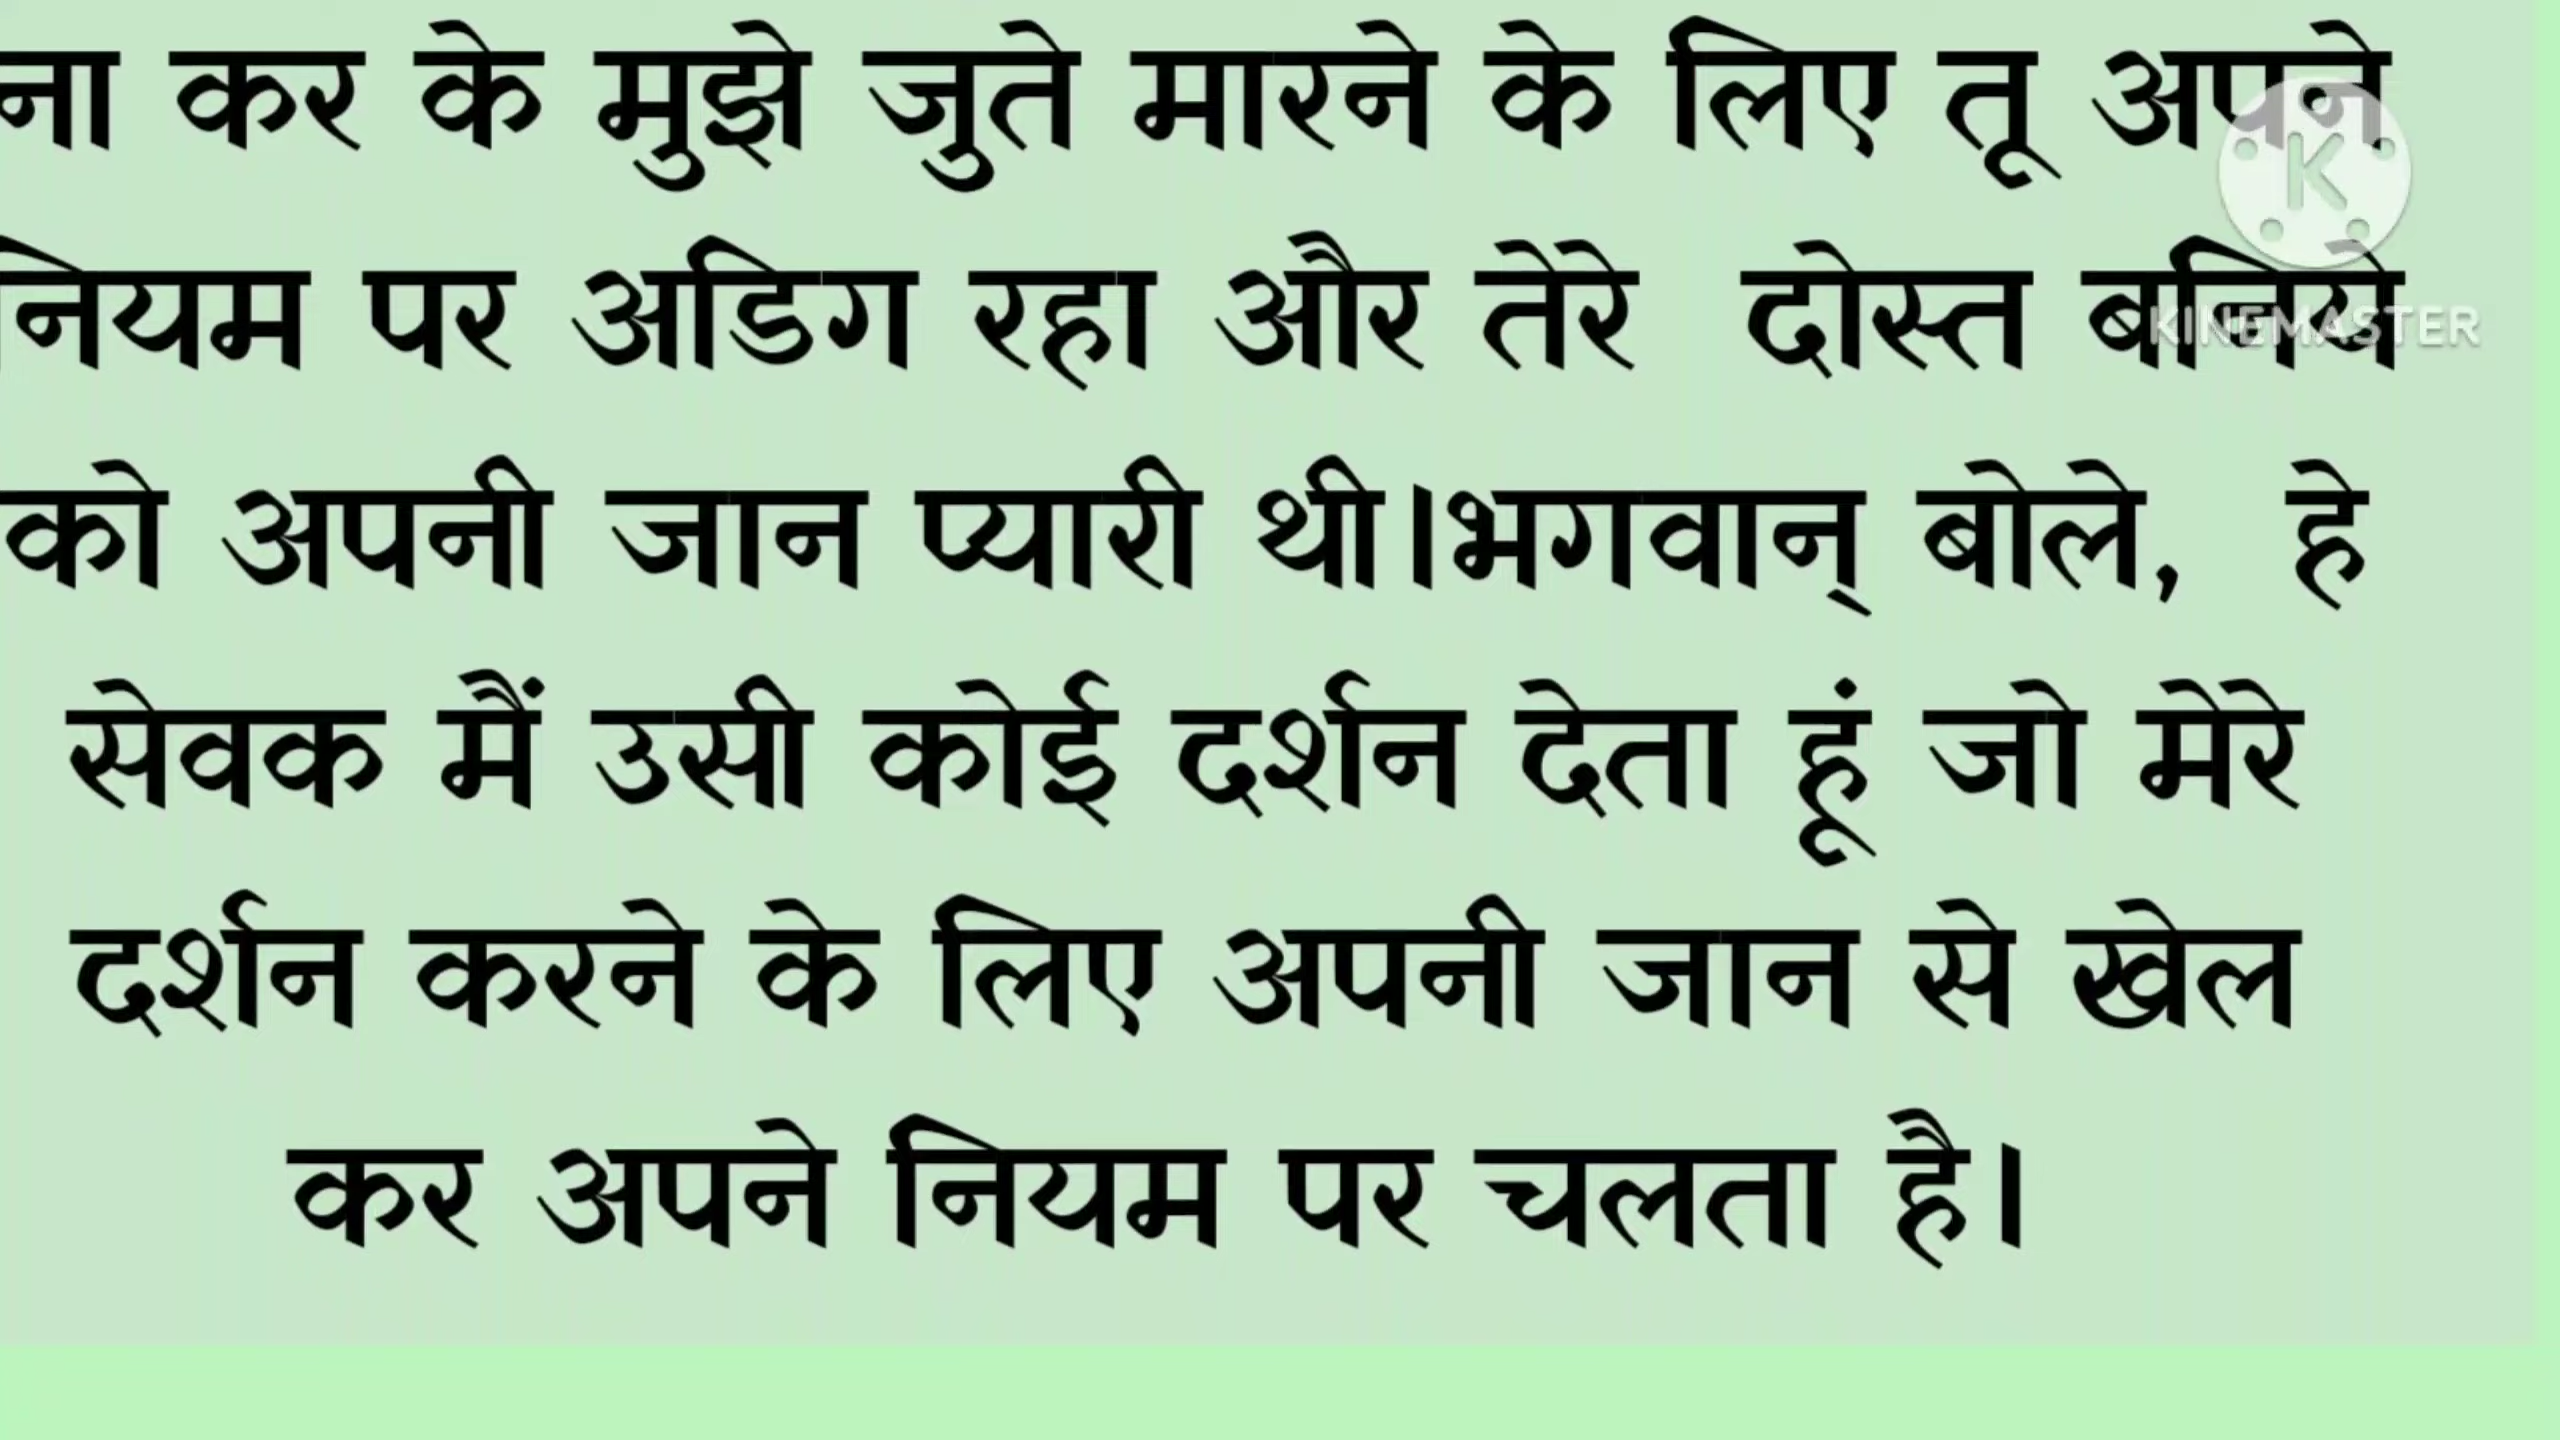 ना कर के मुझे जुते मारने के लिए तू अपने
नियम पर अडिग रहा और तेरे दोस्त बनिये
को अपनी जान प्यारी थी।भगवान् बोले, हे
सेवक मैं उसी कोई दर्शन देता हूं जो मेरे
दर्शन करने के लिए अपनी जान से खेल
कर अपने नियम पर चलता है।
K
KINEMASTER